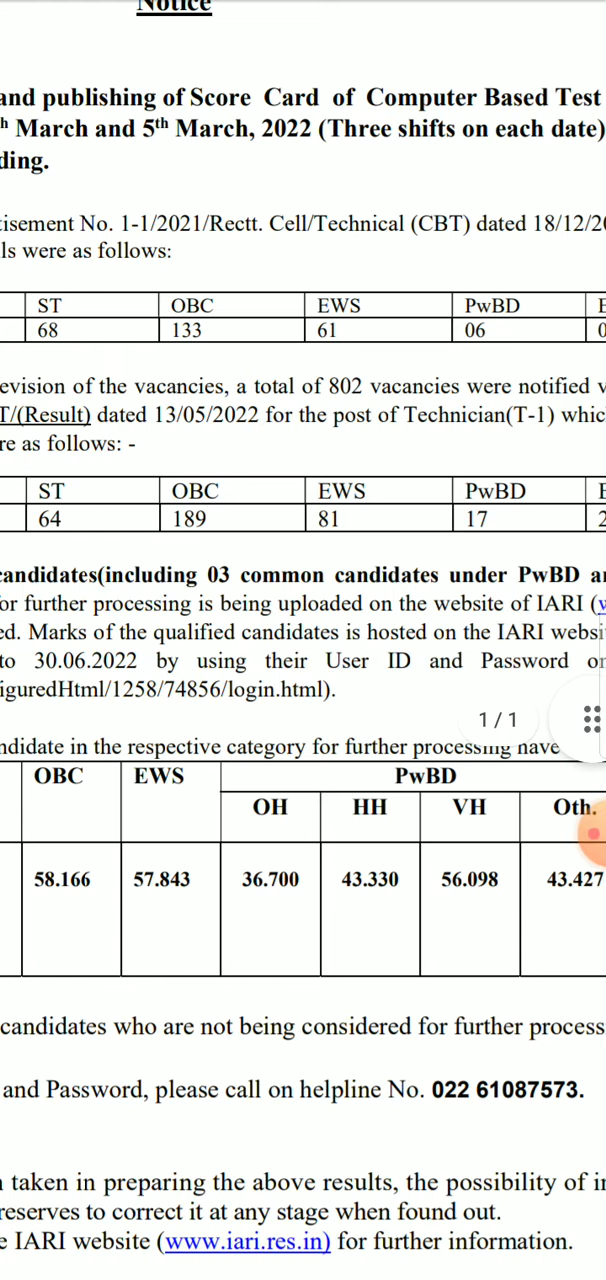 Notice
and publishing of Score Card of Computer Based Test
h March and 5th March, 2022 (Three shifts on each date)
ding.
tisement No. 1-1/2021/Rectt. Cell/Technical (CBT) dated 18/12/20
ls were as follows:
ST OBC EWS PwBD E
68 133 61 06 0
evision of the vacancies, a total of 802 vacancies were notified v
T/(Result) dated 13/05/2022 for the post of Technician(T-1) whic
re as follows: -
ST OBC EWS PwBD E
64 189 81 17 2
candidates(including 03 common candidates under PwBD an
or further processing is being uploaded on the website of IARI (w
ed. Marks of the qualified candidates is hosted on the IARI websi
to 30.06.2022 by using their User ID and Password or
iguredHtml/1258/74856/login.html).
1 / 1
ndidate in the respective category for further processing have
OBC EWS PwBD
OH HH VH Oth.
58.166 57.843 36.700 43.330 56.098 43.427
candidates who are not being considered for further process
and Password, please call on helpline No. 022 61087573.
n taken in preparing the above results, the possibility of in
reserves to correct it at any stage when found out.
e IARI website (www.iari.res.in) for further information.